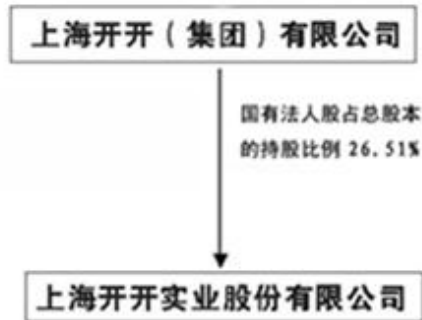 上海开开（集团）有限公司
国有法人股占总股本
的持股比例 26.51%
上海开开实业股份有限公司